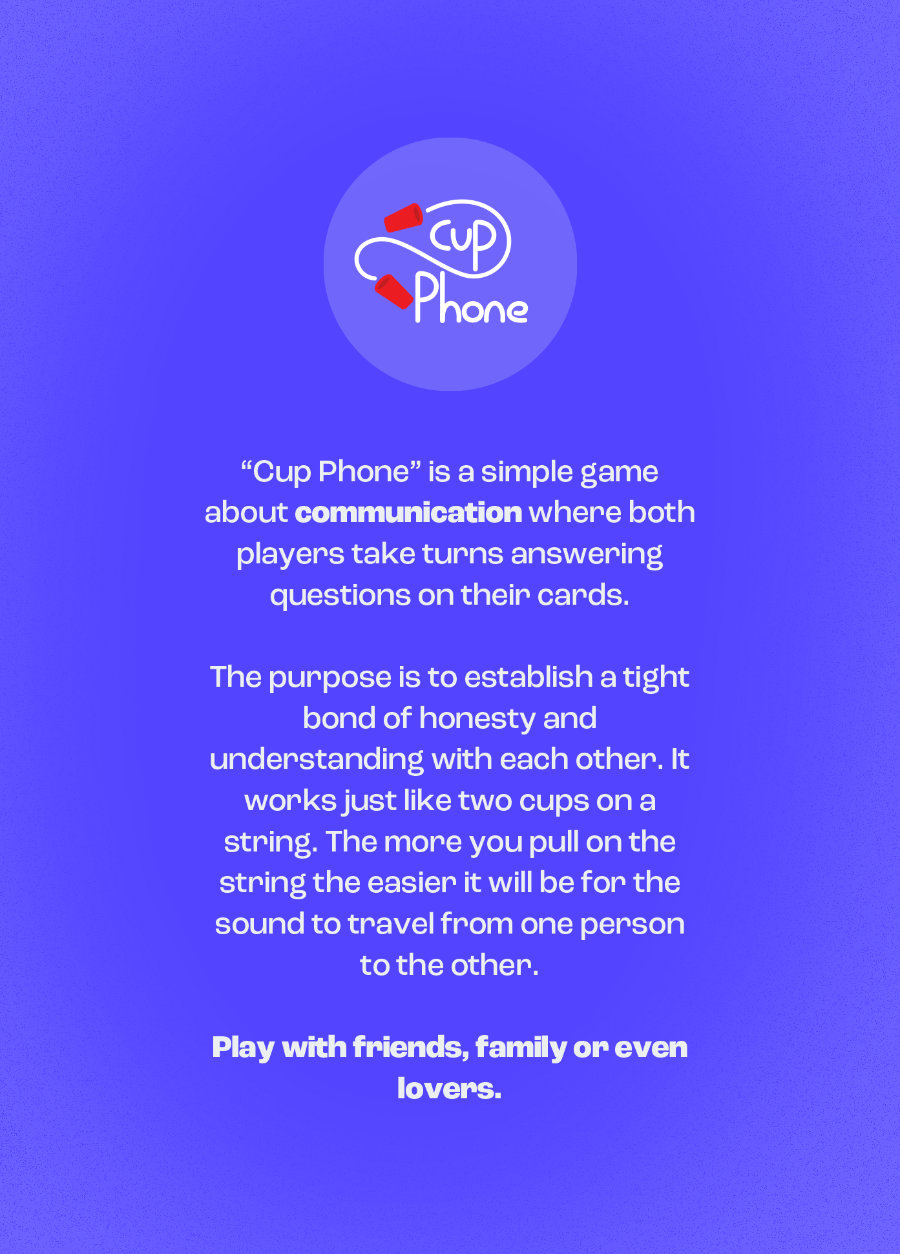 Cup
Phone
“Cup Phone” is a simple game
about communication where both
players take turns answering
questions on their cards.
The purpose is to establish a tight
bond of honesty and
understanding with each other. It
works just like two cups on a
string. The more you pull on the
string the easier it will be for the
sound to travel from one person
to the other.
Play with friends, family or even
lovers.